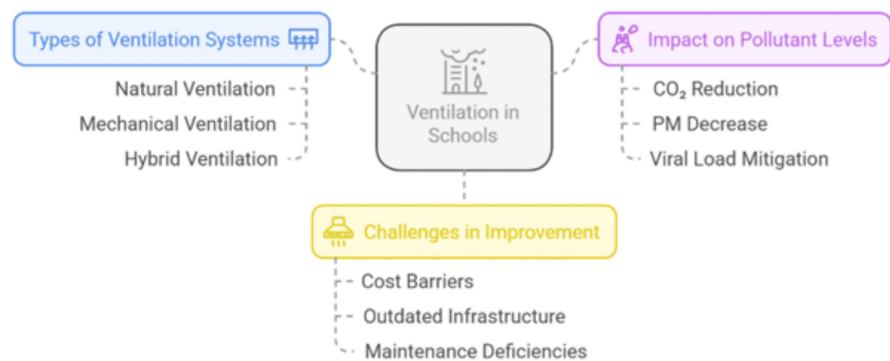 Types of Ventilation Systems
Natural Ventilation
Mechanical Ventilation
Hybrid Ventilation
Ventilation in
Schools
Impact on Pollutant Levels
CO₂ Reduction
PM Decrease
Viral Load Mitigation
Challenges in Improvement
Cost Barriers
Outdated Infrastructure
Maintenance Deficiencies